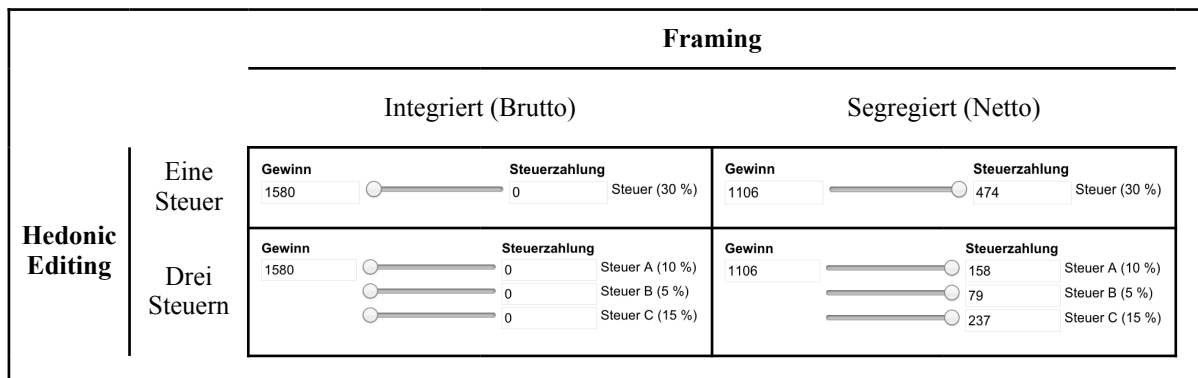 Framing
Integriert (Brutto) Segregiert (Netto)
Hedonic
Editing
Eine
Steuer
Gewinn Steuerzahlung
1580 0 Steuer (30 %)
Gewinn Steuerzahlung
1106 474 Steuer (30 %)
Drei
Steuern
Gewinn Steuerzahlung
1580 0 Steuer A (10 %)
0 Steuer B (5 %)
0 Steuer C (15 %)
Gewinn Steuerzahlung
1106 158 Steuer A (10 %)
79 Steuer B (5 %)
237 Steuer C (15 %)